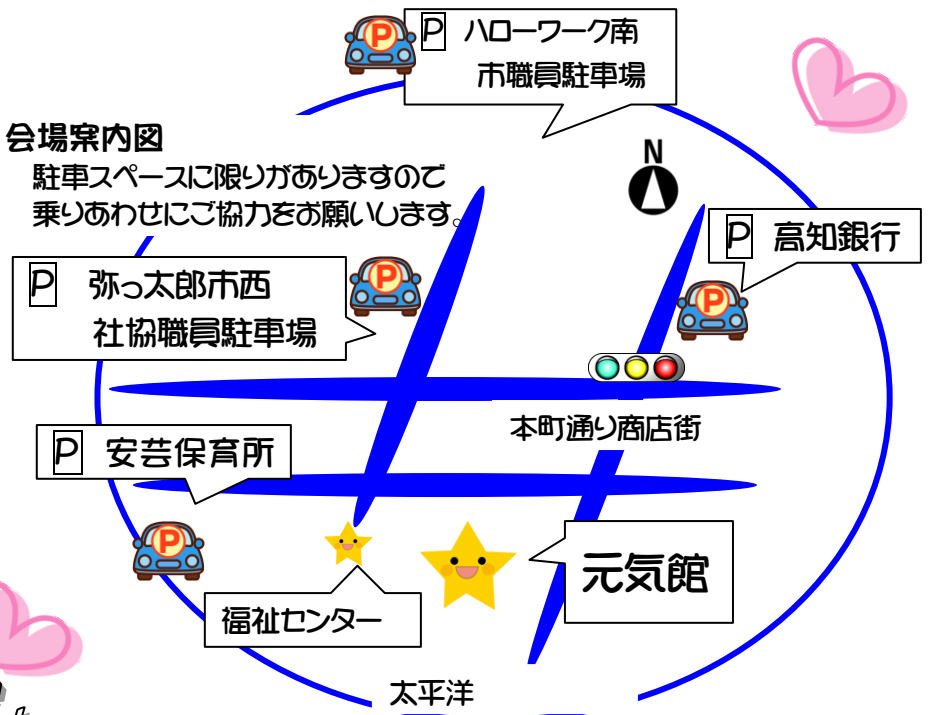 P ハローワーク南
市職員駐車場
会場案内図
駐車スペースに限りがありますので
乗りあわせにご協力をお願いします。
N
P 高知銀行
P 弥っ太郎市西
社協職員駐車場
本町通り商店街
P 安芸保育所
元気館
福祉センター
太平洋
P
P
P
P